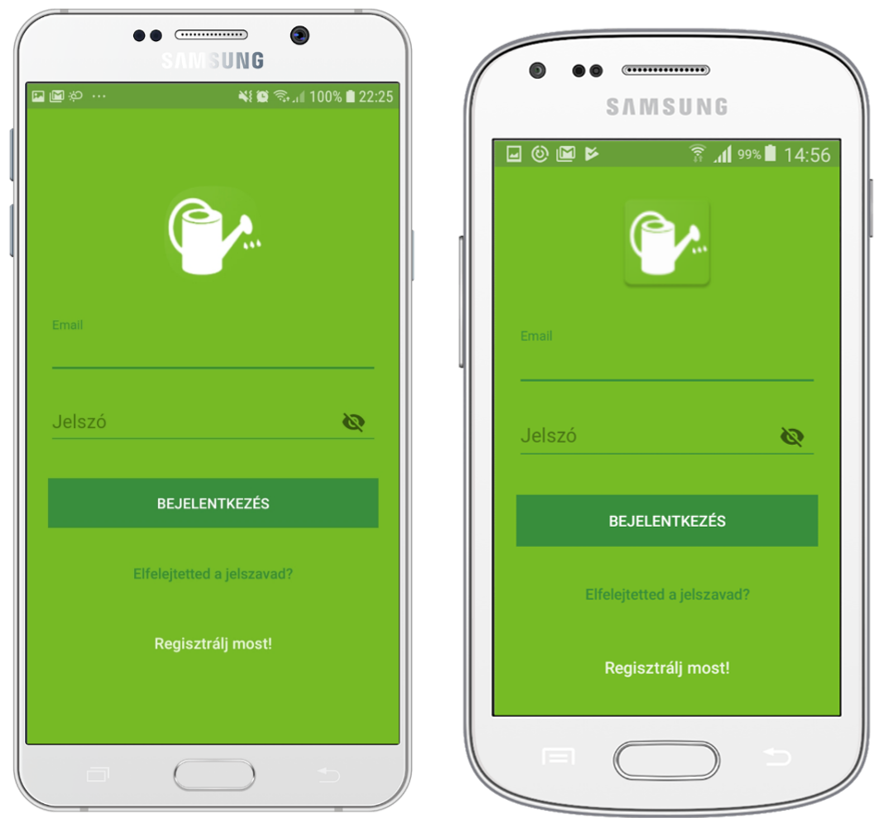 SAMSUNG
100% 22:25
Email
Jelszó
BEJELENTKEZÉS
Elfelejtetted a jelszavad?
Regisztrálj most!
SAMSUNG
99% 14:56
Email
Jelszó
BEJELENTKEZÉS
Elfelejtetted a jelszavad?
Regisztrálj most!